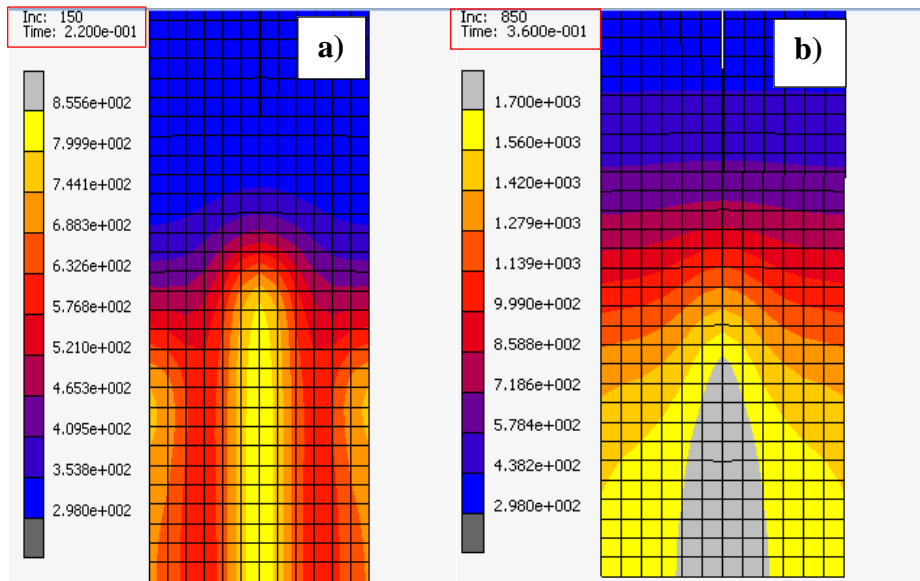 Inc: 150
Time: 2.200e-001
a)
8.556e+002
7.999e+002
7.441e+002
6.883e+002
6.326e+002
5.768e+002
5.210e+002
4.653e+002
4.095e+002
3.538e+002
2.980e+002
Inc: 850
Time: 3.600e-001
b)
1.700e+003
1.560e+003
1.420e+003
1.279e+003
1.139e+003
9.990e+002
8.588e+002
7.186e+002
5.784e+002
4.382e+002
2.980e+002